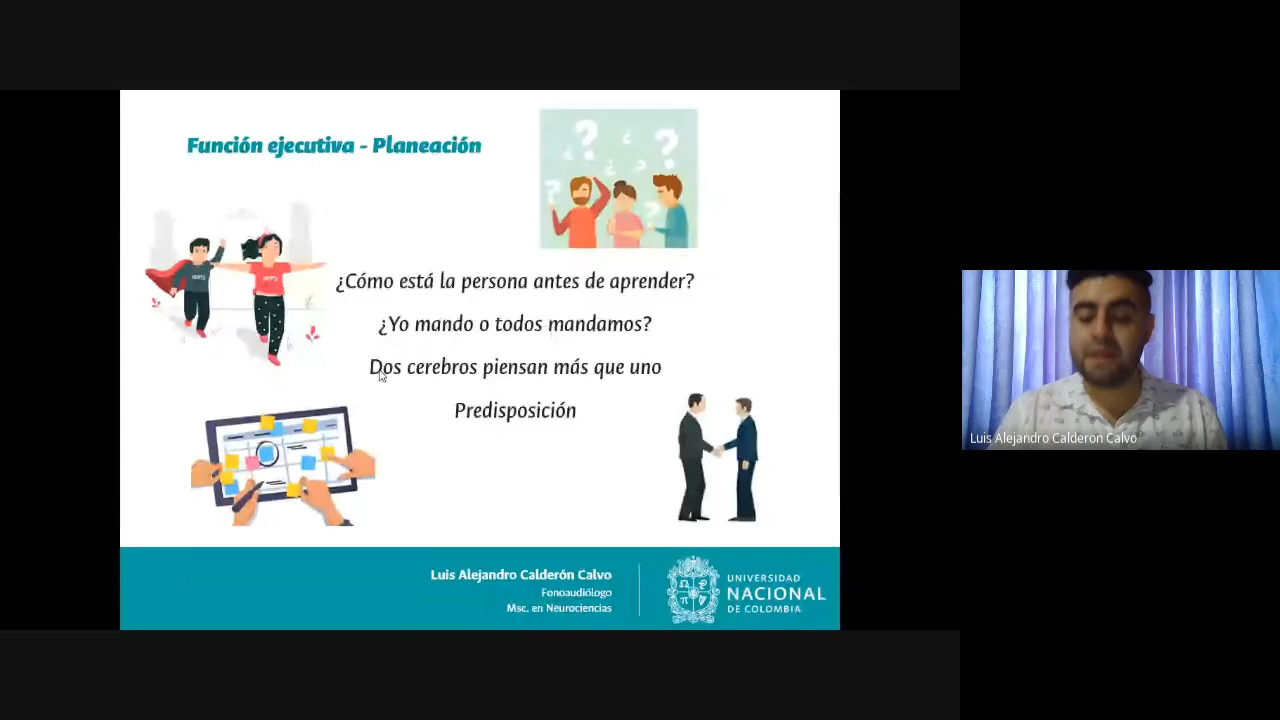 Función ejecutiva - Planeación
¿Cómo está la persona antes de aprender?
¿Yo mando o todos mandamos?
Dos cerebros piensan más que uno
Predisposición
Luis Alejandro Calderón Calvo
Fonoaudiólogo
Msc. en Neurociencias
UNIVERSIDAD
NACIONAL
DE COLOMBIA
Luis Alejandro Calderon Calvo